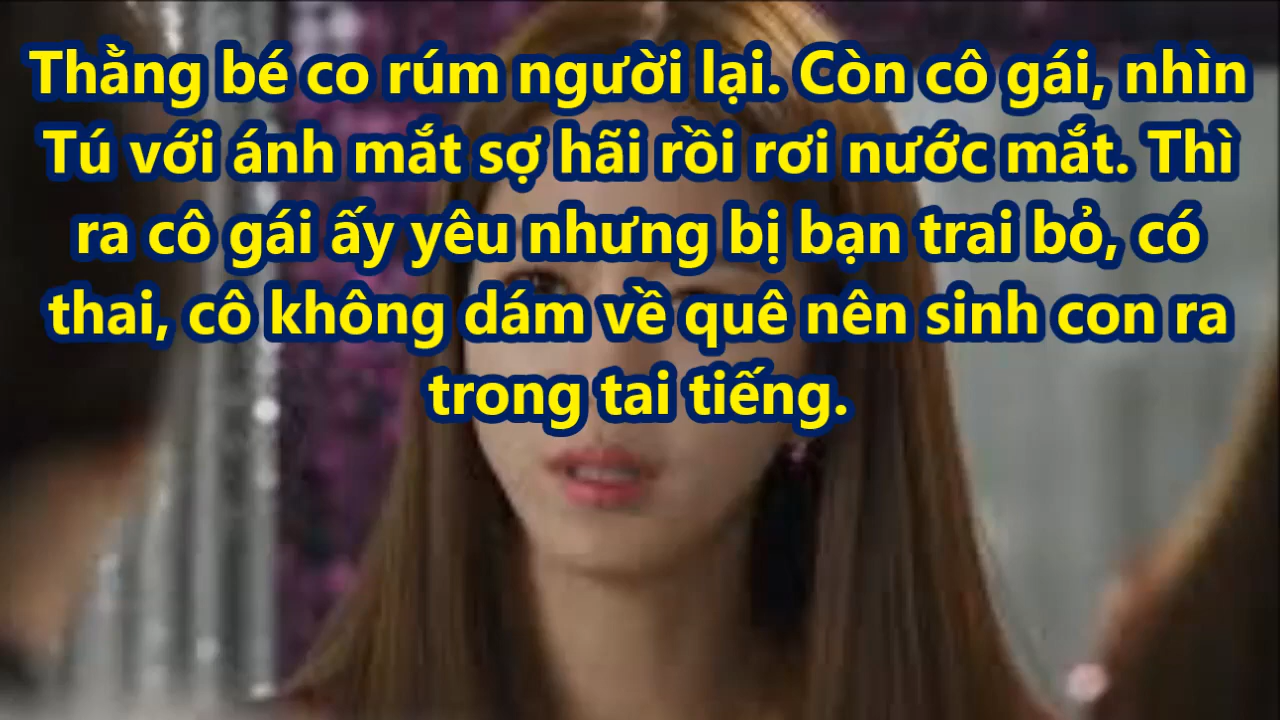 Thằng bé co rúm người lại. Còn cô gái, nhìn
Tú với ánh mắt sợ hãi rồi rơi nước mắt. Thì
ra cô gái ấy yêu nhưng bị bạn trai bỏ, có
thai, cô không dám về quê nên sinh con ra
trong tai tiếng.